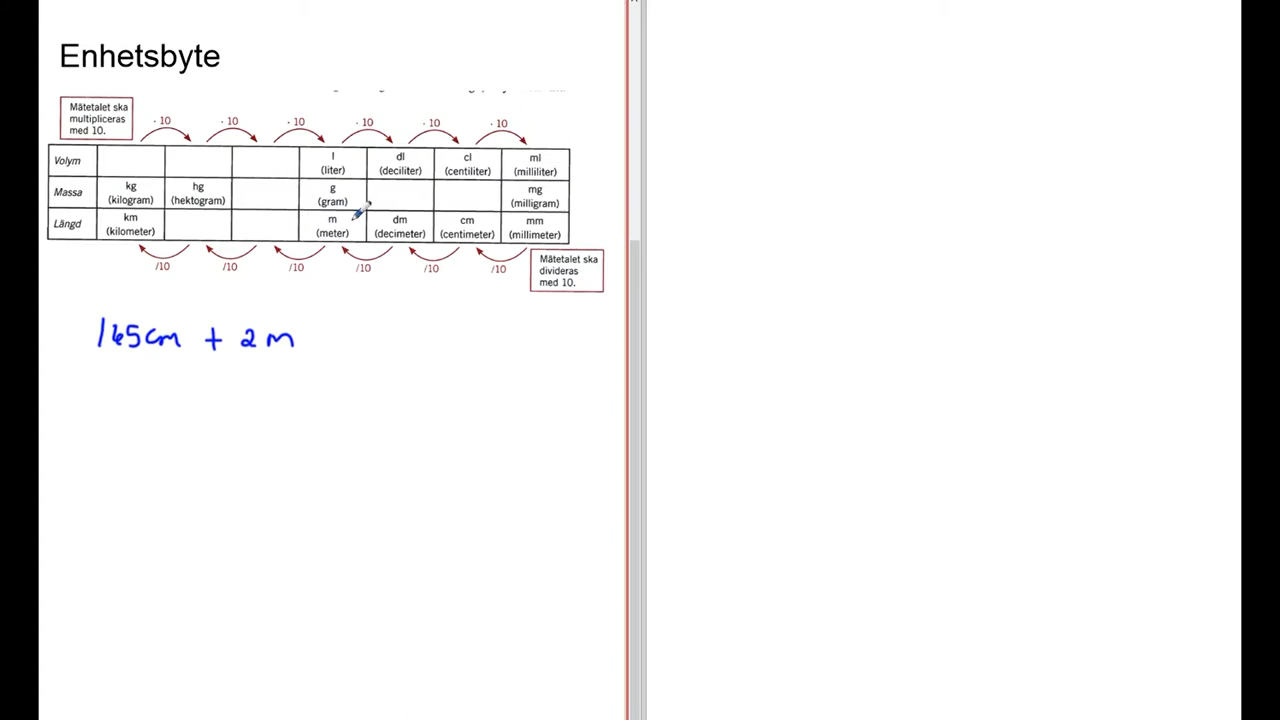 Enhetsbyte
Mätetalet ska
multipliceras
med 10.
· 10 · 10 · 10 · 10 · 10 · 10
Volym l (liter) dl (deciliter) cl (centiliter) ml (milliliter)
Massa kg (kilogram) hg (hektogram) g (gram) mg (milligram)
Längd km (kilometer) m (meter) dm (decimeter) cm (centimeter) mm (millimeter)
/10 /10 /10 /10 /10 /10
Mätetalet ska
divideras
med 10.
165cm + 2m